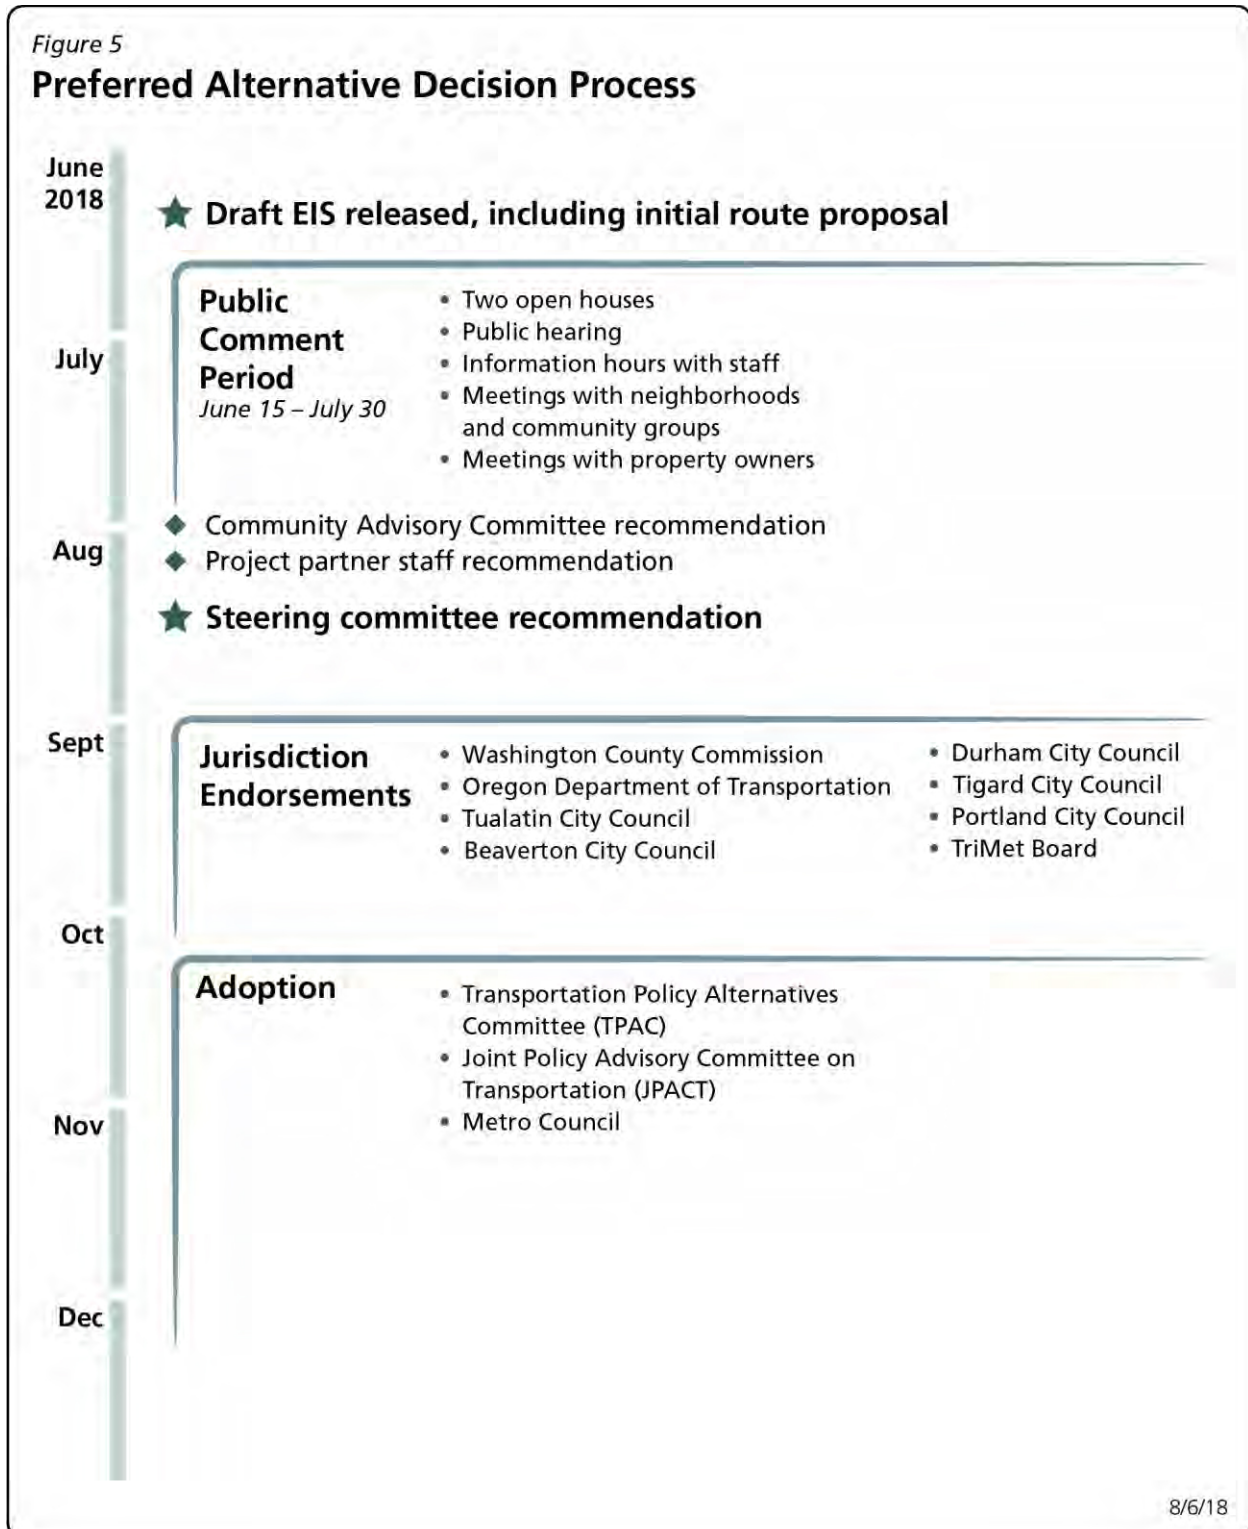 Figure 5
Preferred Alternative Decision Process
June
2018
★ Draft EIS released, including initial route proposal
Public
Comment
Period
June 15 – July 30
• Two open houses
• Public hearing
• Information hours with staff
• Meetings with neighborhoods
and community groups
• Meetings with property owners
July
◆ Community Advisory Committee recommendation
Aug
◆ Project partner staff recommendation
★ Steering committee recommendation
Sept
Jurisdiction
Endorsements
• Washington County Commission
• Oregon Department of Transportation
• Tualatin City Council
• Beaverton City Council
• Durham City Council
• Tigard City Council
• Portland City Council
• TriMet Board
Oct
Adoption
• Transportation Policy Alternatives
Committee (TPAC)
• Joint Policy Advisory Committee on
Transportation (JPACT)
• Metro Council
Nov
Dec
8/6/18